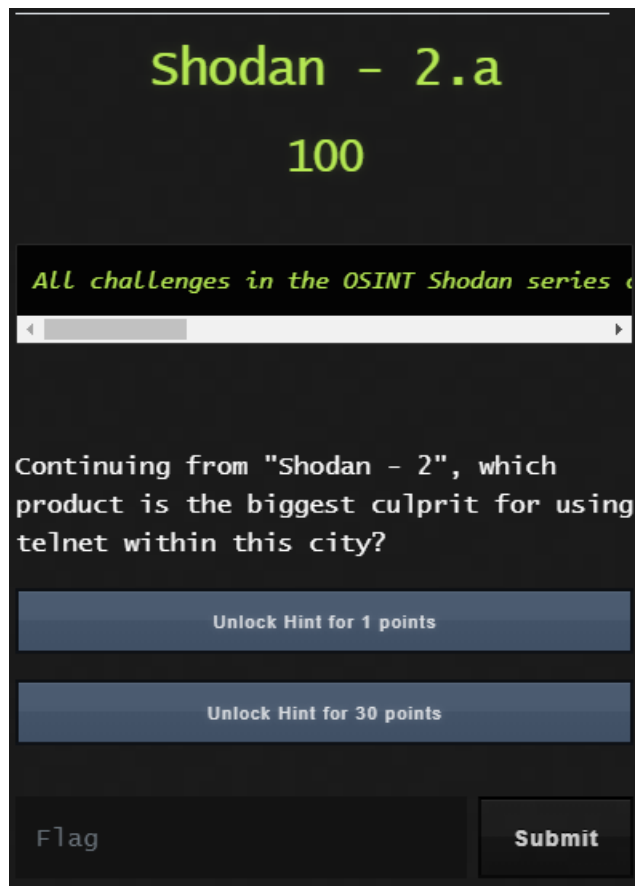 Shodan - 2.a
100
All challenges in the OSINT Shodan series
Continuing from "Shodan - 2", which
product is the biggest culprit for using
telnet within this city?
Unlock Hint for 1 points
Unlock Hint for 30 points
Flag
Submit